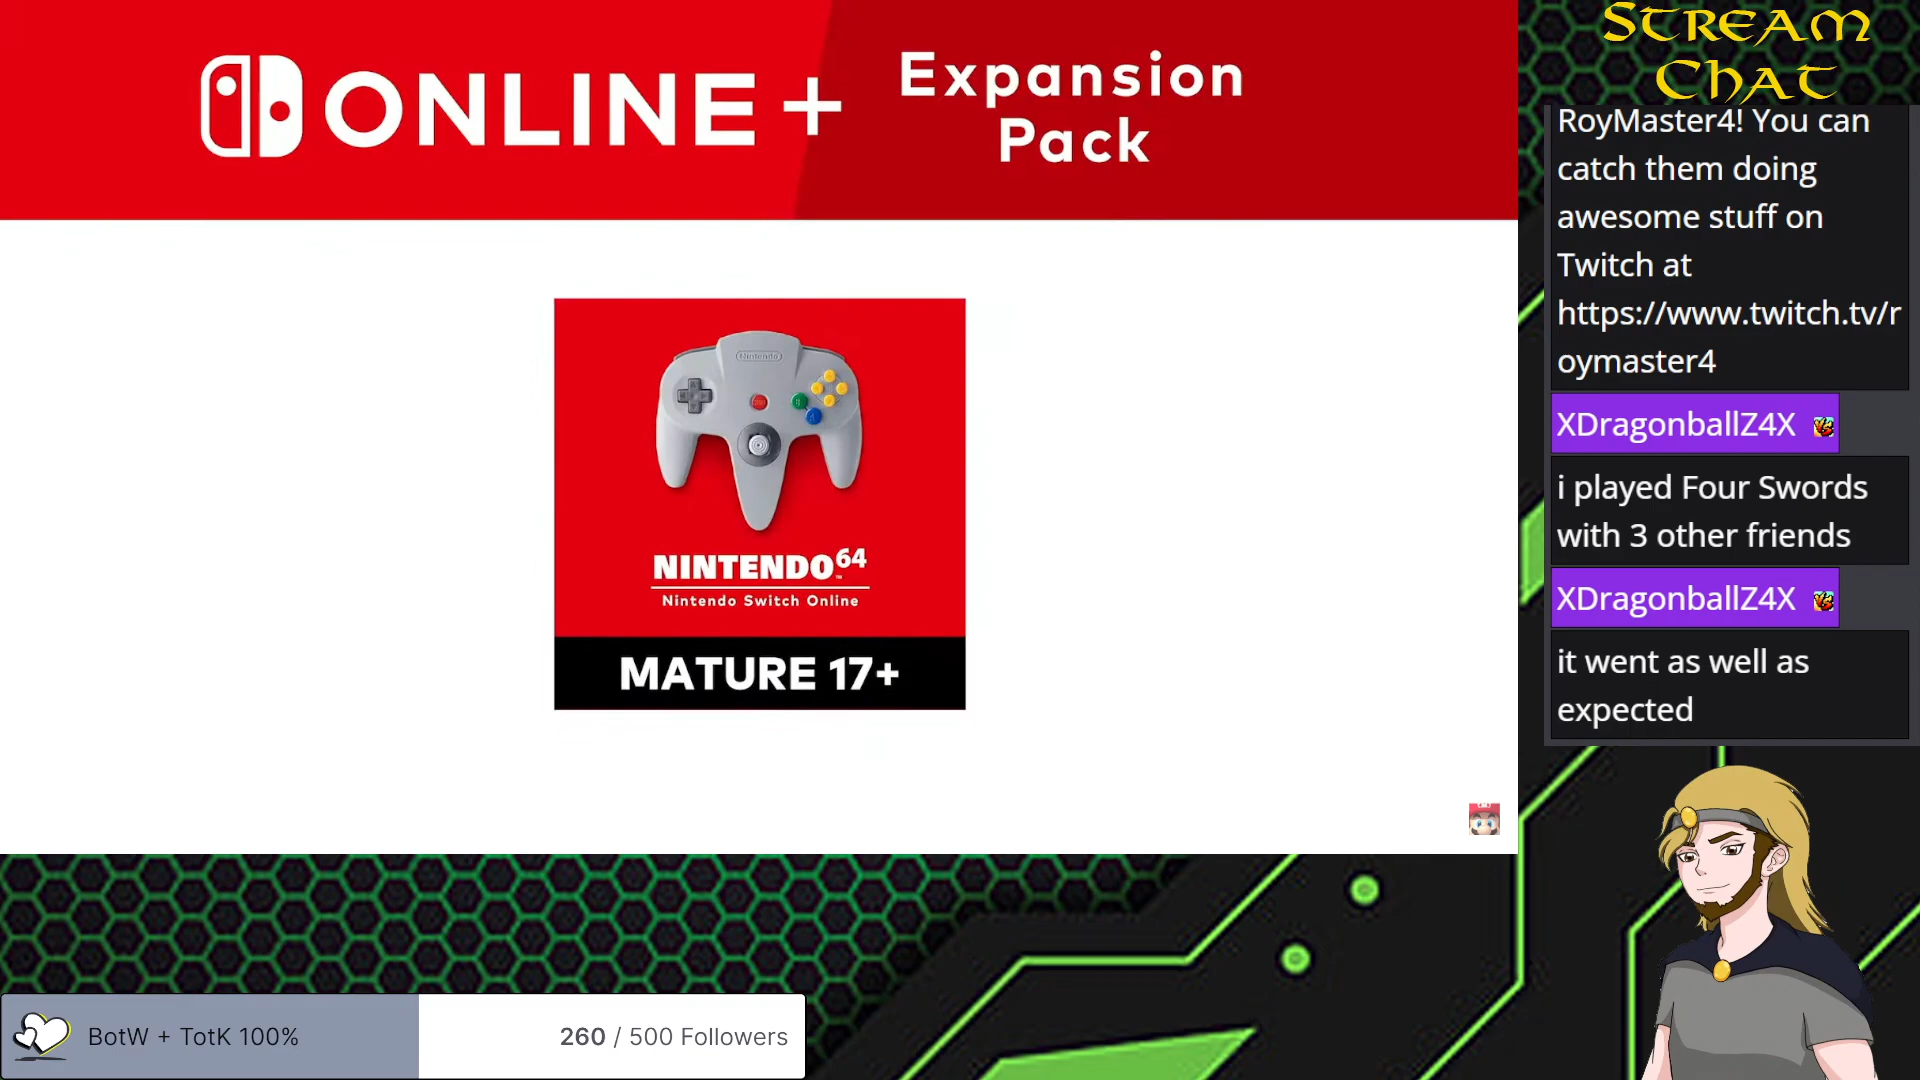 ONLINE +
Expansion
Pack
Nintendo
NINTENDO 64™
Nintendo Switch Online
MATURE 17+
STREAM
CHAT
RoyMaster4! You can
catch them doing
awesome stuff on
Twitch at
https://www.twitch.tv/r
oymaster4
XDragonballZ4X
i played Four Swords
with 3 other friends
XDragonballZ4X
it went as well as
expected
BotW + TotK 100%
260 / 500 Followers